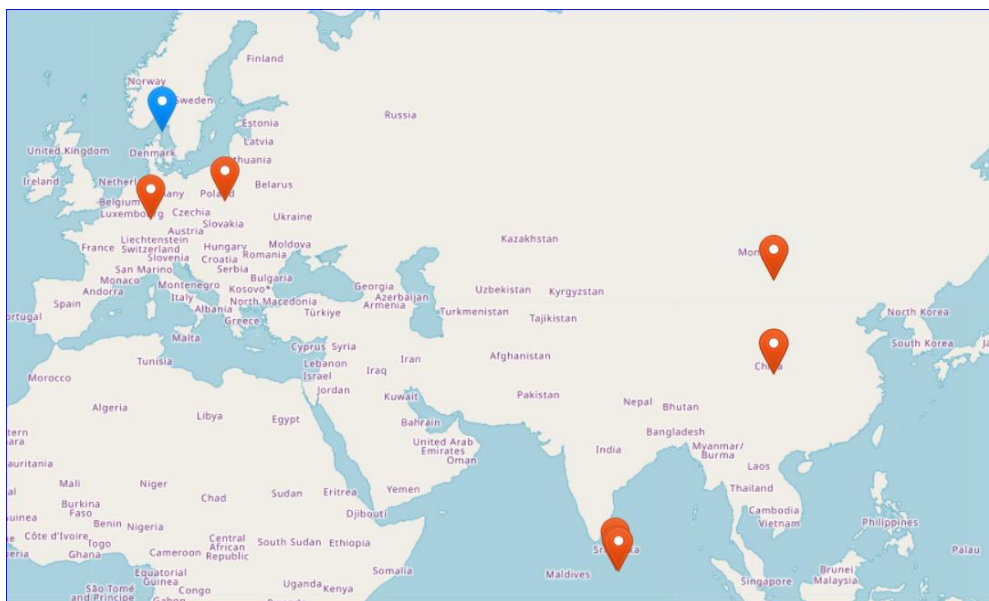 Finland
Norway
Sweden
Russia
Estonia
Latvia
United Kingdom
Denmark
Ireland
Belarus
Belgium
Luxembourg
Czechia
Ukraine
Slovakia
Austria
Liechtenstein
Switzerland
Hungary
Moldova
France
Slovenia
Croatia
Romania
Kazakhstan
San Marino
Serbia
Monaco
Bulgaria
Andorra
Montenegro
Kosovo*
Georgia
Uzbekistan
Kyrgyzstan
Spain
Italy
North Macedonia
Azerbaijan
Albania
Armenia
Turkmenistan
North Korea
Greece
Türkiye
Tajikistan
Malta
Cyprus
Syria
South Korea
Tunisia
Lebanon
Iran
Afghanistan
Israel
Iraq
Morocco
Jordan
Kuwait
Pakistan
Nepal
Bhutan
Algeria
Libya
Egypt
Bahrain
Bangladesh
United Arab
Emirates
Oman
India
Myanmar/
Burma
Laos
Mali
Niger
Chad
Sudan
Eritrea
Yemen
Thailand
Burkina
Faso
Djibouti
Cambodia
Benin
Nigeria
Vietnam
Philippines
Côte d'Ivoire
Togo
Ghana
Central
African
Republic
South Sudan
Ethiopia
Palau
Cameroon
Somalia
Maldives
Equatorial
Guinea
Congo
Uganda
Kenya
Singapore
Brunei
Malaysia
São Tomé
and Príncipe